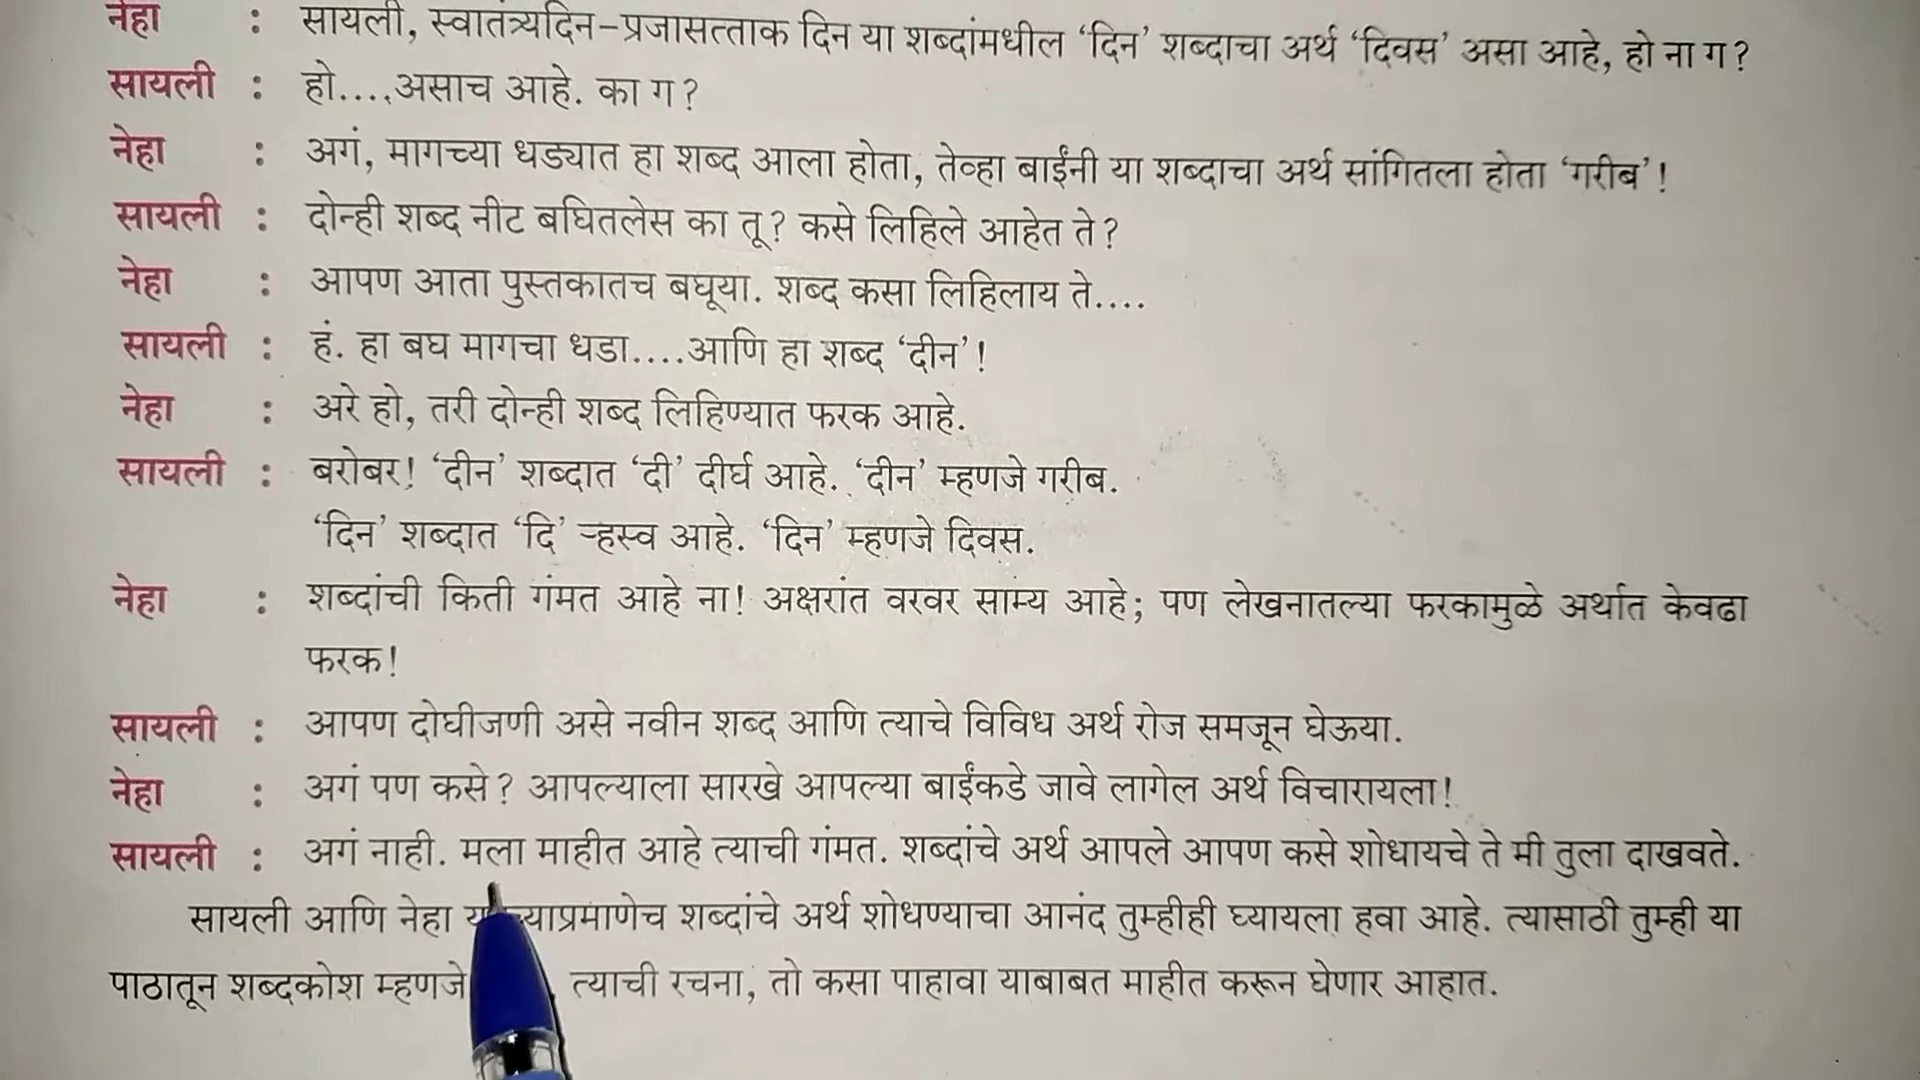 नेहा : सायली, स्वातंत्र्यदिन-प्रजासत्ताक दिन या शब्दांमधील ‘दिन’ शब्दाचा अर्थ ‘दिवस’ असा आहे, हो ना ग?
सायली : हो....असाच आहे. का ग?
नेहा : अगं, मागच्या धड्यात हा शब्द आला होता, तेव्हा बाईंनी या शब्दाचा अर्थ सांगितला होता ‘गरीब’!
सायली : दोन्ही शब्द नीट बघितलेस का तू? कसे लिहिले आहेत ते?
नेहा : आपण आता पुस्तकातच बघूया. शब्द कसा लिहिलाय ते....
सायली : हं. हा बघ मागचा धडा....आणि हा शब्द ‘दीन’!
नेहा : अरे हो, तरी दोन्ही शब्द लिहिण्यात फरक आहे.
सायली : बरोबर! ‘दीन’ शब्दात ‘दी’ दीर्घ आहे. ‘दीन’ म्हणजे गरीब.
‘दिन’ शब्दात ‘दि’ ऱ्हस्व आहे. ‘दिन’ म्हणजे दिवस.
नेहा : शब्दांची किती गंमत आहे ना! अक्षरांत वरवर साम्य आहे; पण लेखनातल्या फरकामुळे अर्थात केवढा
फरक!
सायली : आपण दोघीजणी असे नवीन शब्द आणि त्याचे विविध अर्थ रोज समजून घेऊया.
नेहा : अगं पण कसे? आपल्याला सारखे आपल्या बाईंकडे जावे लागेल अर्थ विचारायला!
सायली : अगं नाही. मला माहीत आहे त्याची गंमत. शब्दांचे अर्थ आपले आपण कसे शोधायचे ते मी तुला दाखवते.
सायली आणि नेहा शब्दांचे अर्थ शोधण्याचा आनंद तुम्हीही घ्यायला हवा आहे. त्यासाठी तुम्ही या
पाठातून शब्दकोश म्हणजे त्याची रचना, तो कसा पाहावा याबाबत माहीत करून घेणार आहात.